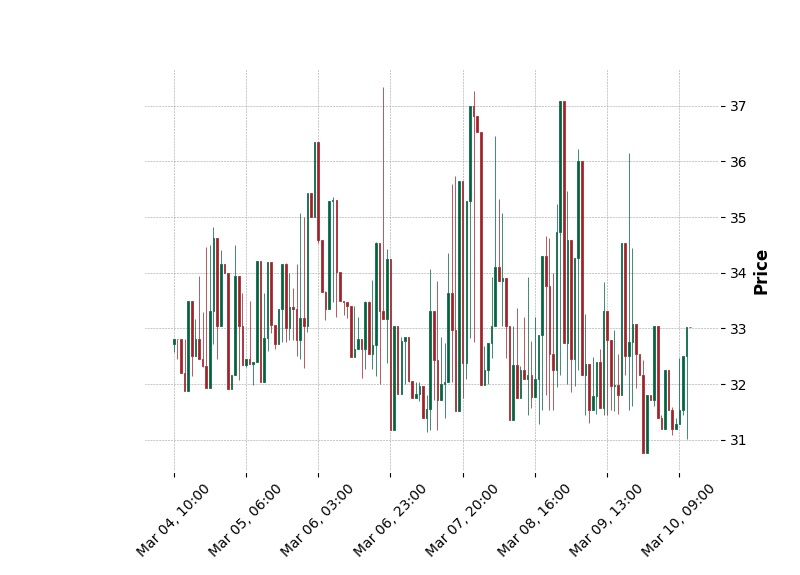 37
36
35
34
33
32
31
Price
Mar 04, 10:00
Mar 05, 06:00
Mar 06, 03:00
Mar 06, 23:00
Mar 07, 20:00
Mar 08, 16:00
Mar 09, 13:00
Mar 10, 09:00